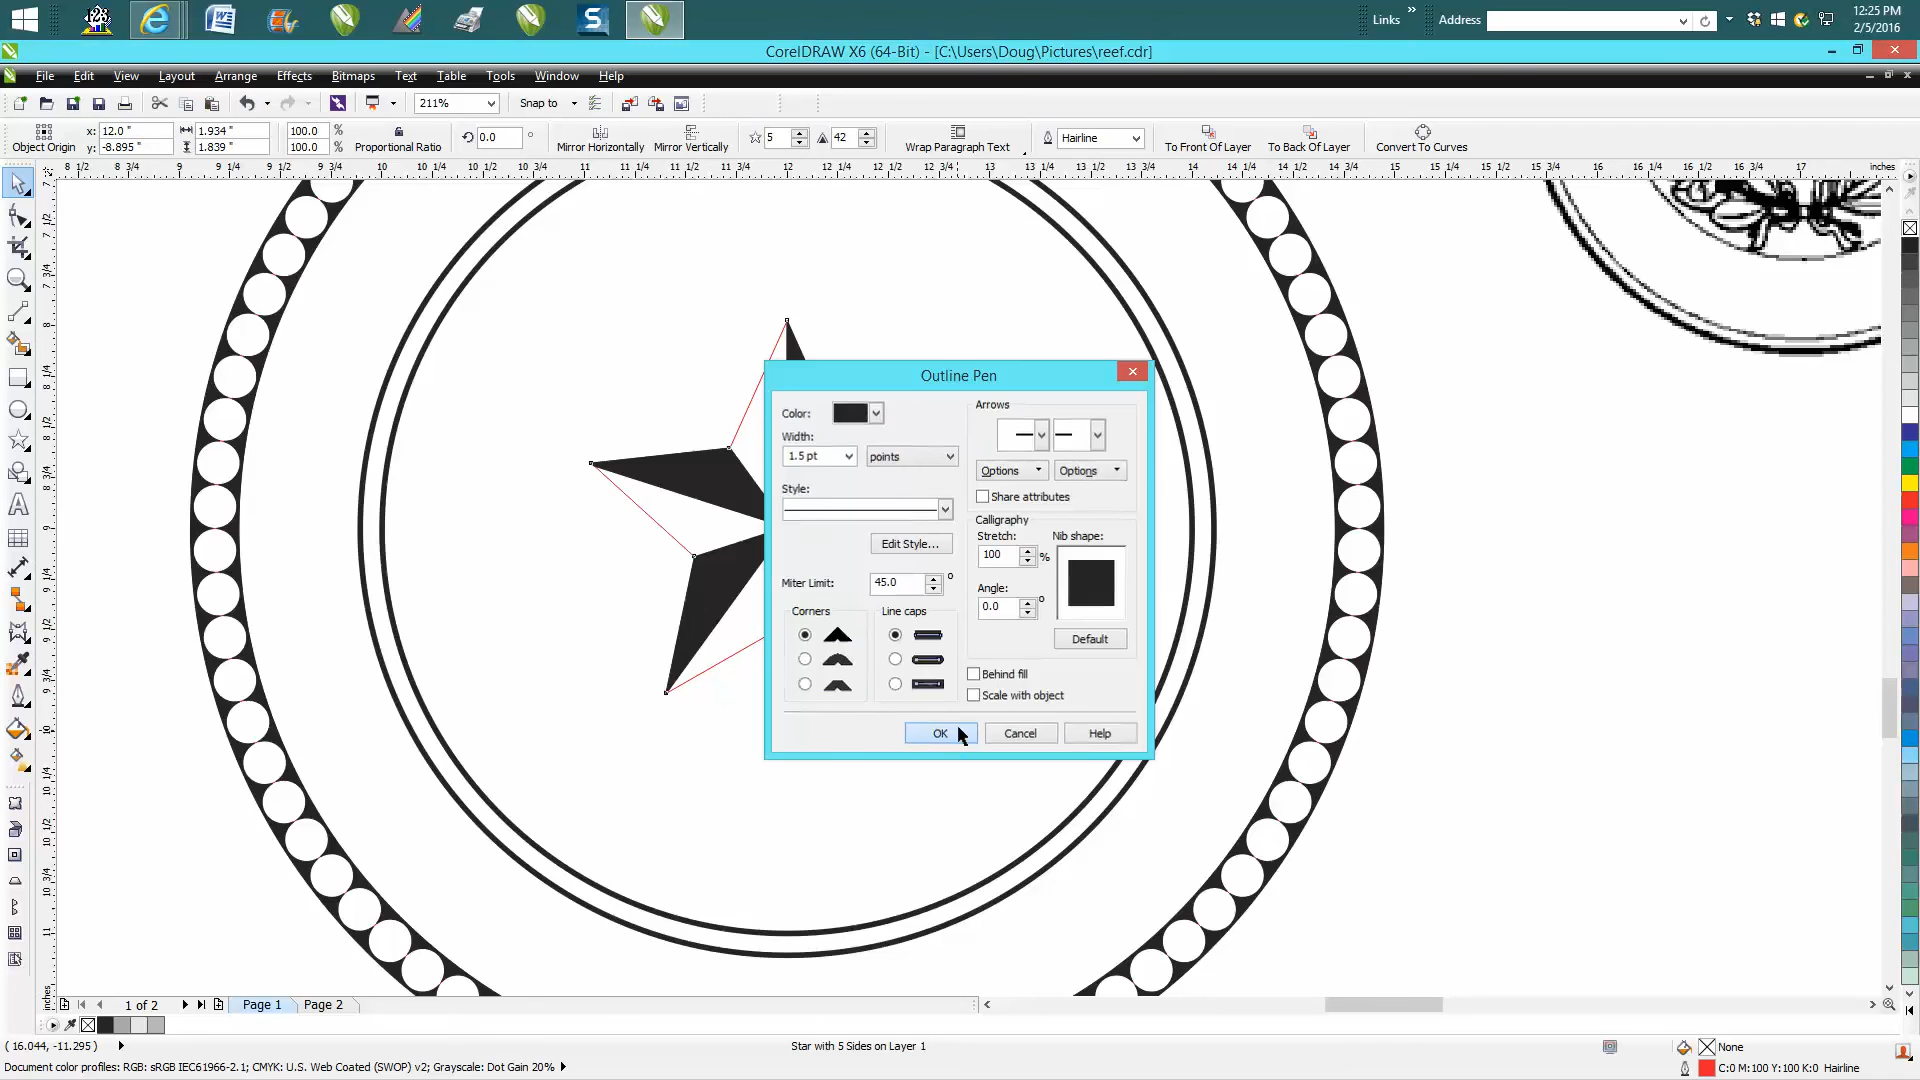 Links
»
Address
12:25 PM
2/5/2016
CorelDRAW X6 (64-Bit) - [C:\Users\Doug\Pictures\reef.cdr]
File Edit View Layout Arrange Effects Bitmaps Text Table Tools Window Help
211% Snap to
x: 12.0 " 1.934 " 100.0 % 0.0 ° 5 42 Hairline
y: -8.895 " 1.839 " 100.0 %
Object Origin Proportional Ratio Mirror Horizontally Mirror Vertically Wrap Paragraph Text To Front Of Layer To Back Of Layer Convert To Curves
8 1/2 8 3/4 9 9 1/4 9 1/2 9 3/4 10 10 1/4 10 1/2 10 3/4 11 11 1/4 11 1/2 11 3/4 12 12 1/4 12 1/2 12 3/4 13 13 1/4 13 1/2 13 3/4 14 14 1/4 14 1/2 14 3/4 15 15 1/4 15 1/2 15 3/4 16 16 1/4 16 1/2 16 3/4 17 17 1/2 inches
Outline Pen
Color:
Width:
1.5 pt points
Style:
Edit Style...
Miter Limit: 45.0 °
Corners Line caps
Arrows
Options Options
Share attributes
Calligraphy
Stretch: Nib shape:
100 %
Angle:
0.0 °
Default
Behind fill
Scale with object
OK Cancel Help
1 of 2 Page 1 Page 2
( 16.044, -11.295 ) Star with 5 Sides on Layer 1 None
Document color profiles: RGB: sRGB IEC61966-2.1; CMYK: U.S. Web Coated (SWOP) v2; Grayscale: Dot Gain 20% C:0 M:100 Y:100 K:0 Hairline